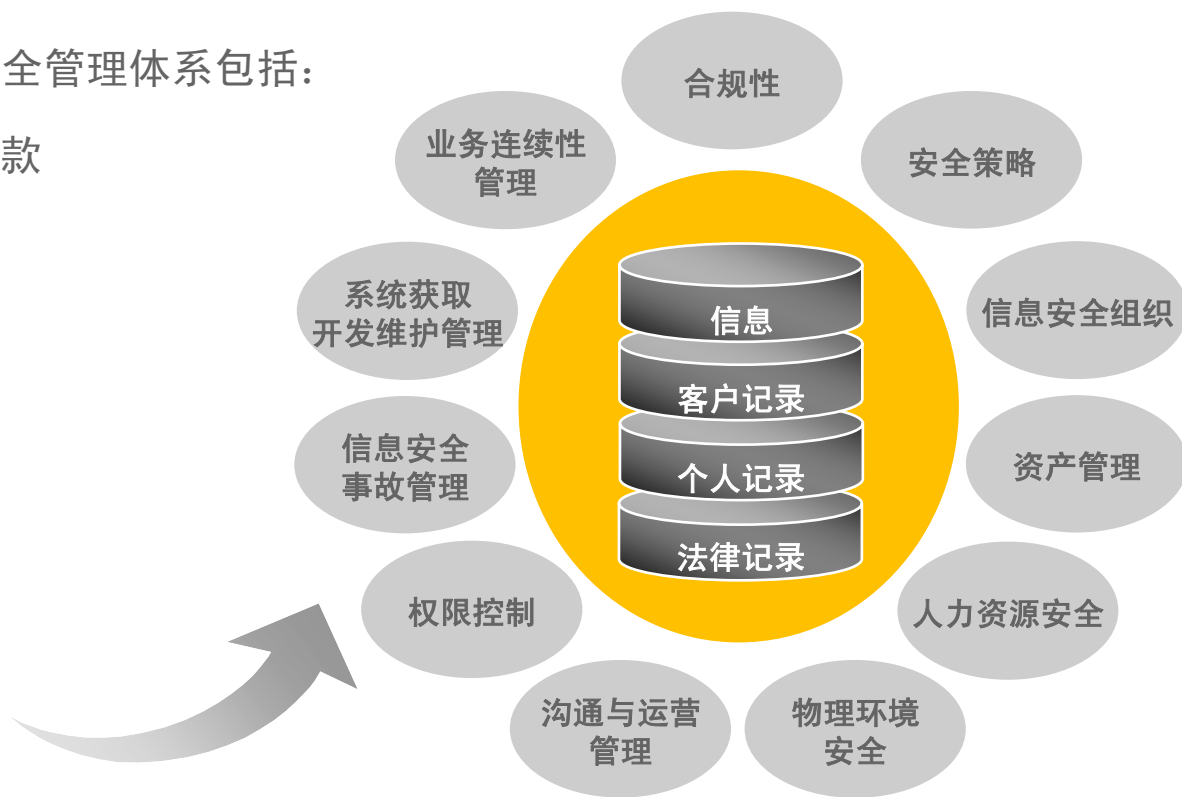 全管理体系包括：
款
合规性
安全策略
信息安全组织
资产管理
人力资源安全
物理环境
安全
沟通与运营
管理
权限控制
信息安全
事故管理
系统获取
开发维护管理
业务连续性
管理
信息
客户记录
个人记录
法律记录